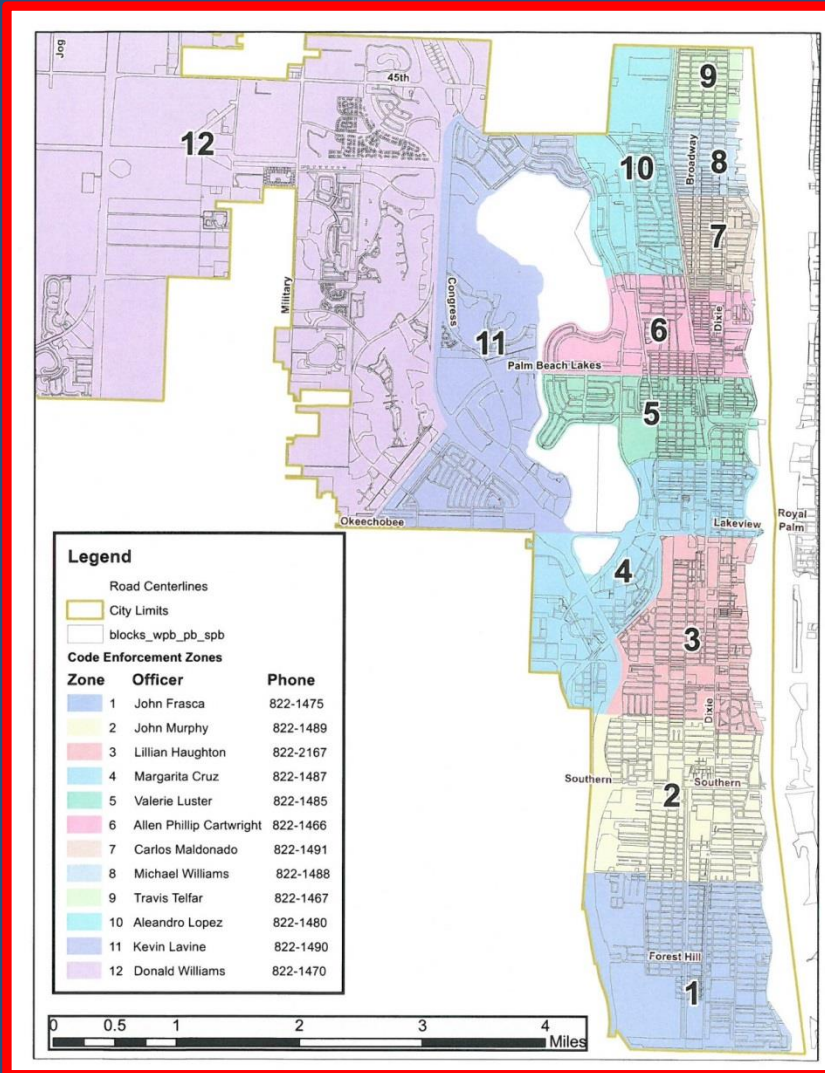 Jog
45th
9
12
10
Broadway
8
7
Military
Congress
11
6
Dixie
Palm Beach Lakes
5
Okeechobee
Lakeview
Royal
Palm
4
3
Dixie
Southern
Southern
2
Forest Hill
1
Legend
Road Centerlines
City Limits
blocks_wpb_pb_spb
Code Enforcement Zones
Zone Officer Phone
1 John Frasca 822-1475
2 John Murphy 822-1489
3 Lillian Haughton 822-2167
4 Margarita Cruz 822-1487
5 Valerie Luster 822-1485
6 Allen Phillip Cartwright 822-1466
7 Carlos Maldonado 822-1491
8 Michael Williams 822-1488
9 Travis Telfar 822-1467
10 Aleandro Lopez 822-1480
11 Kevin Lavine 822-1490
12 Donald Williams 822-1470
0 0.5 1 2 3 4
Miles